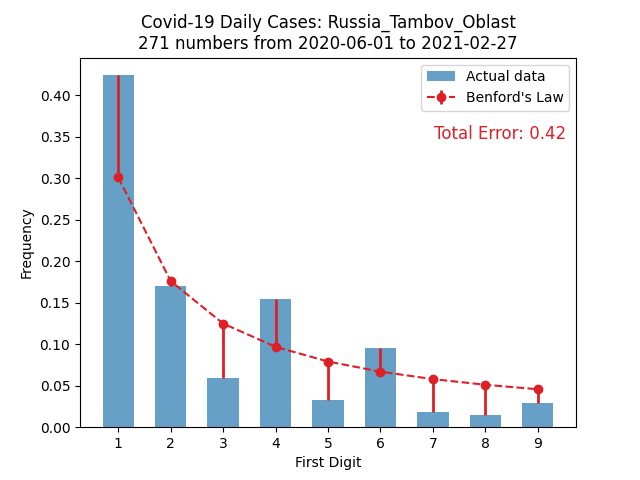 Covid-19 Daily Cases: Russia_Tambov_Oblast
271 numbers from 2020-06-01 to 2021-02-27
Actual data
Benford's Law
Total Error: 0.42
Frequency
0.40
0.35
0.30
0.25
0.20
0.15
0.10
0.05
0.00
1 2 3 4 5 6 7 8 9
First Digit